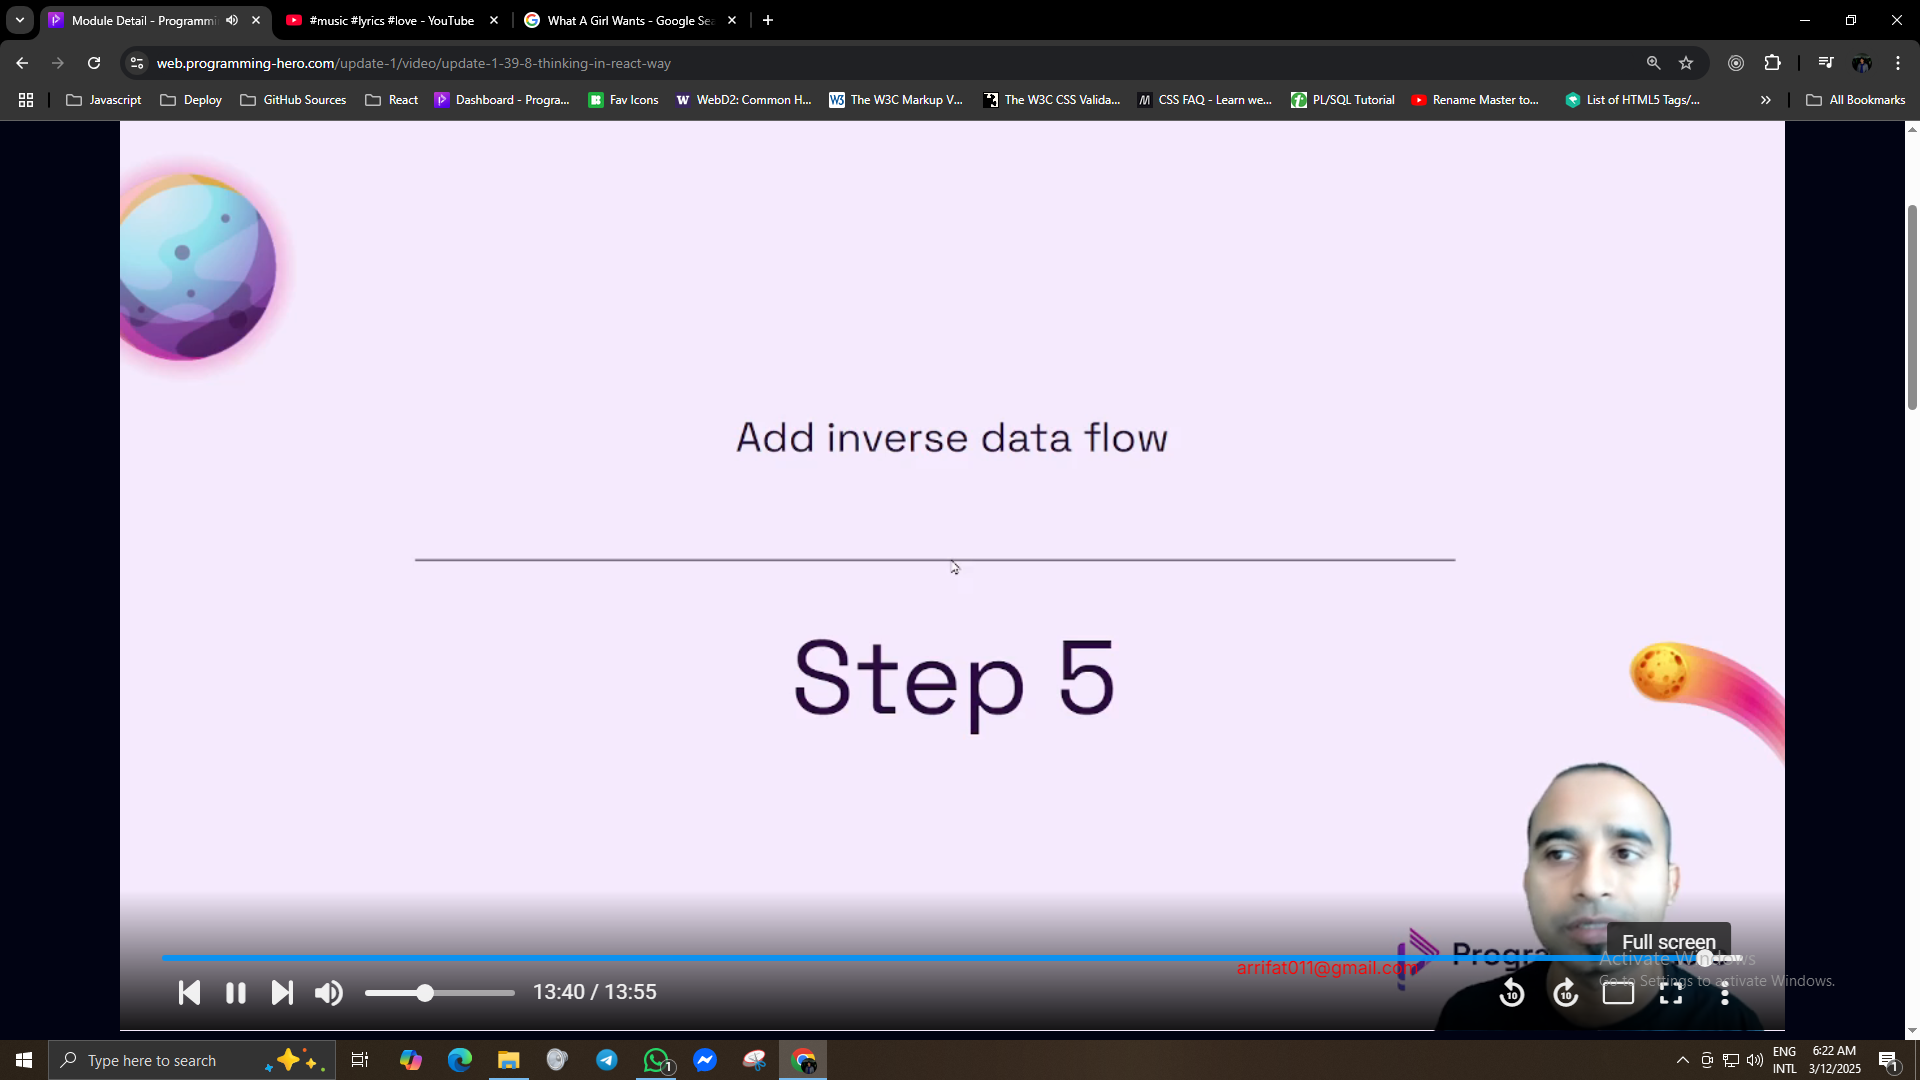 Module Detail - Programmi
#music #lyrics #love - YouTube
What A Girl Wants - Google Sea
web.programming-hero.com/update-1/video/update-1-39-8-thinking-in-react-way
Javascript
Deploy
GitHub Sources
React
Dashboard - Progra...
Fav Icons
WebD2: Common H...
The W3C Markup V...
The W3C CSS Valida...
CSS FAQ - Learn we...
PL/SQL Tutorial
Rename Master to...
List of HTML5 Tags/...
All Bookmarks
Add inverse data flow
Step 5
Full screen
Progra
arrifat011@gmail.com
Activate Windows
Go to Settings to activate Windows.
13:40 / 13:55
10
10
Type here to search
1
ENG
INTL
6:22 AM
3/12/2025
1